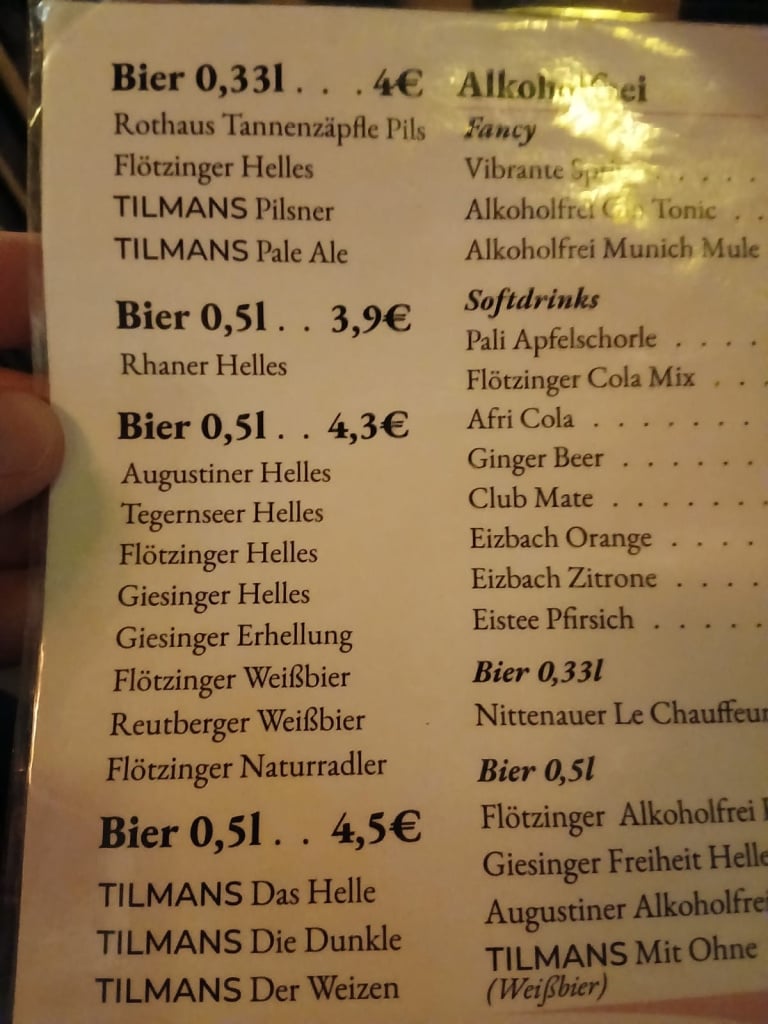 Bier 0,33l . . . 4€
Rothaus Tannenzäpfle Pils
Flötzinger Helles
TILMANS Pilsner
TILMANS Pale Ale
Bier 0,5l . . 3,9€
Rhaner Helles
Bier 0,5l . . 4,3€
Augustiner Helles
Tegernseer Helles
Flötzinger Helles
Giesinger Helles
Giesinger Erhellung
Flötzinger Weißbier
Reutberger Weißbier
Flötzinger Naturradler
Bier 0,5l . . 4,5€
TILMANS Das Helle
TILMANS Die Dunkle
TILMANS Der Weizen
Alkoholfrei
Fancy
Vibrante . . . .
Alkoholfrei Tonic . .
Alkoholfrei Munich Mule
Softdrinks
Pali Apfelschorle . . . .
Flötzinger Cola Mix . . .
Afri Cola . . . . . . .
Ginger Beer . . . . . .
Club Mate . . . . . .
Eizbach Orange . . . .
Eizbach Zitrone . . . .
Eistee Pfirsich . . . . .
Bier 0,33l
Nittenauer Le Chauffeur
Bier 0,5l
Flötzinger Alkoholfrei
Giesinger Freiheit Helle
Augustiner Alkoholfrei
TILMANS Mit Ohne
(Weißbier)